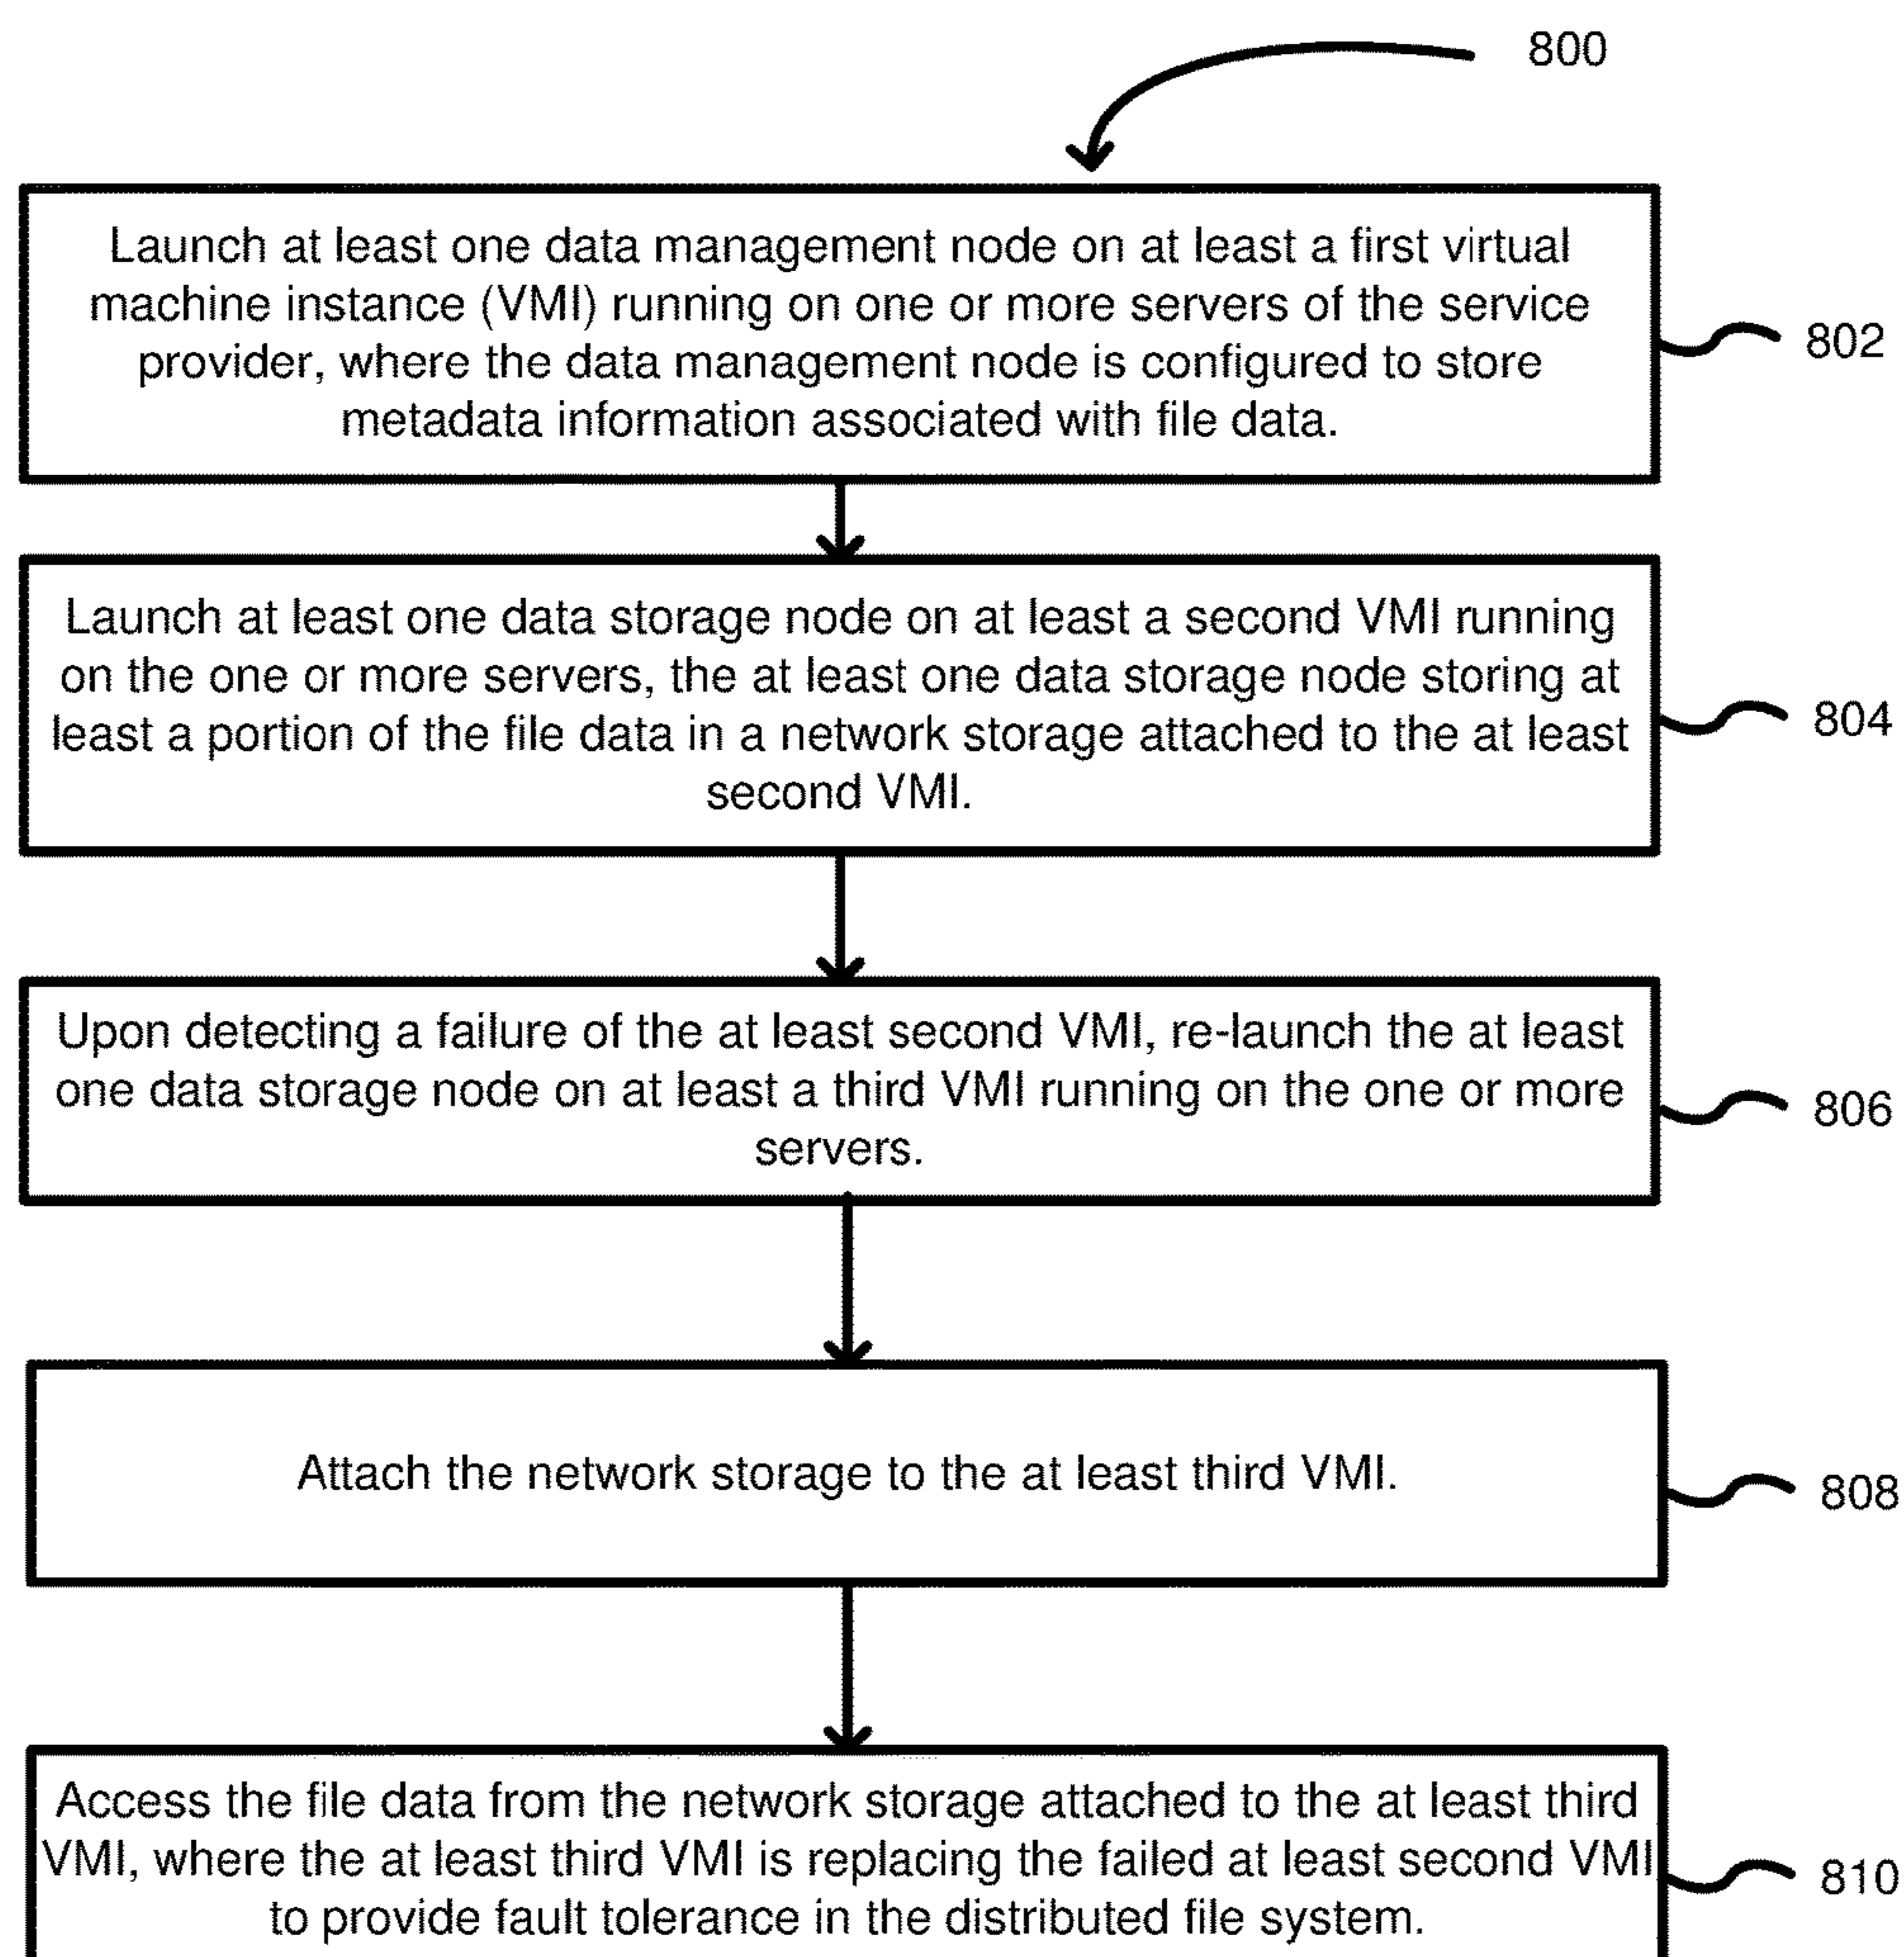 800
Launch at least one data management node on at least a first virtual
machine instance (VMI) running on one or more servers of the service
provider, where the data management node is configured to store
metadata information associated with file data.
802
Launch at least one data storage node on at least a second VMI running
on the one or more servers, the at least one data storage node storing at
least a portion of the file data in a network storage attached to the at least
second VMI.
804
Upon detecting a failure of the at least second VMI, re-launch the at least
one data storage node on at least a third VMI running on the one or more
servers.
806
Attach the network storage to the at least third VMI.
808
Access the file data from the network storage attached to the at least third
VMI, where the at least third VMI is replacing the failed at least second VMI
to provide fault tolerance in the distributed file system.
810